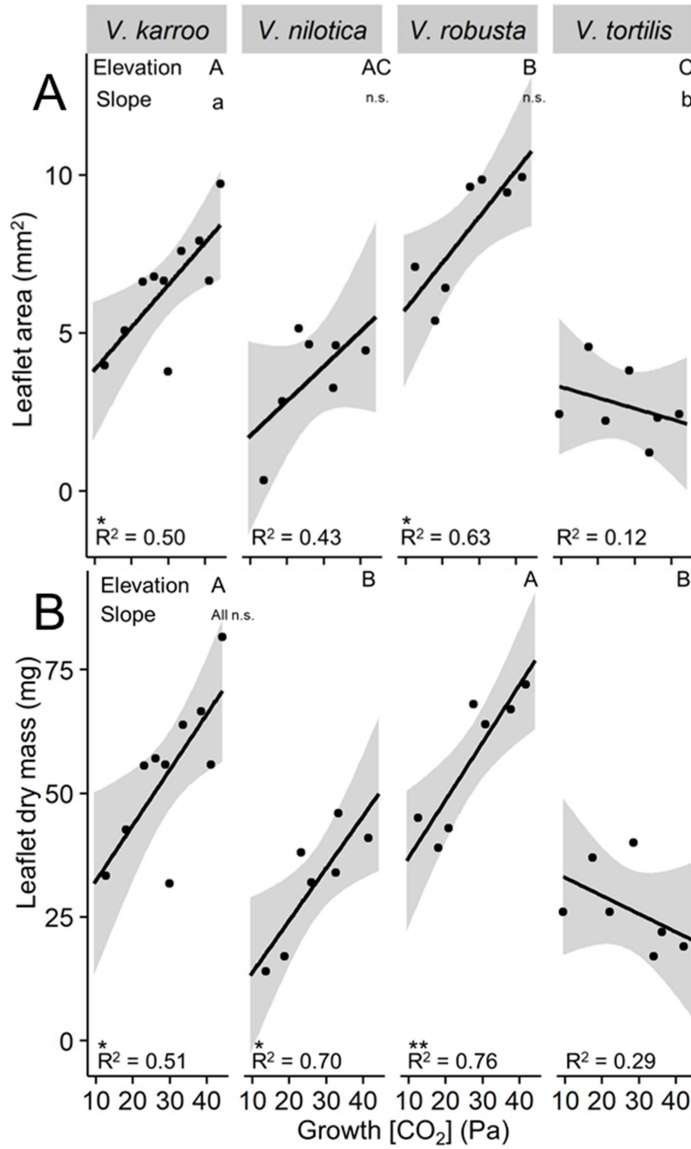 V. karroo V. nilotica V. robusta V. tortilis
A
Elevation A AC B C
Slope a n.s. n.s. b
Leaflet area (mm²)
10
5
0
* *
R² = 0.50 R² = 0.43 R² = 0.63 R² = 0.12
B
Elevation A B A B
Slope All n.s.
Leaflet dry mass (mg)
75
50
25
0
* * **
R² = 0.51 R² = 0.70 R² = 0.76 R² = 0.29
10 20 30 40 10 20 30 40 10 20 30 40 10 20 30 40
Growth [CO₂] (Pa)